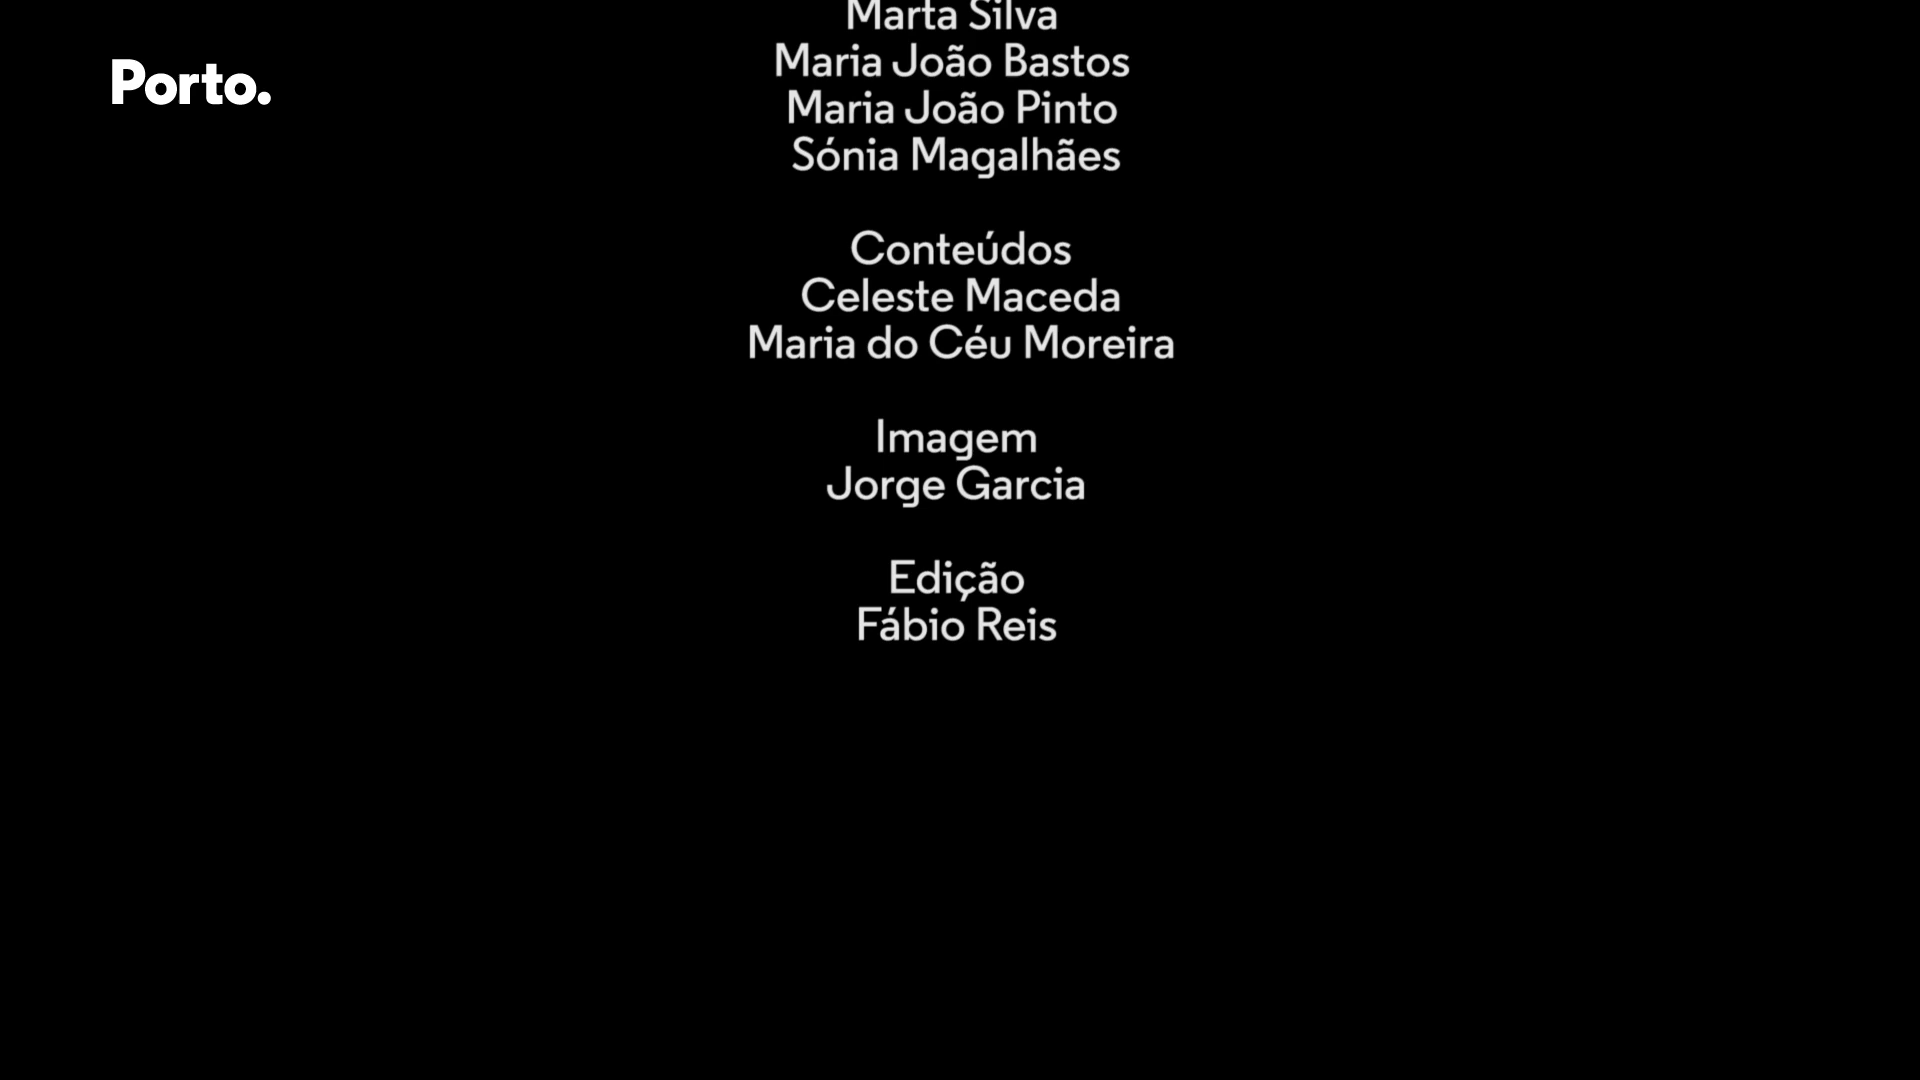 Porto.
Marta Silva
Maria João Bastos
Maria João Pinto
Sónia Magalhães
Conteúdos
Celeste Maceda
Maria do Céu Moreira
Imagem
Jorge Garcia
Edição
Fábio Reis